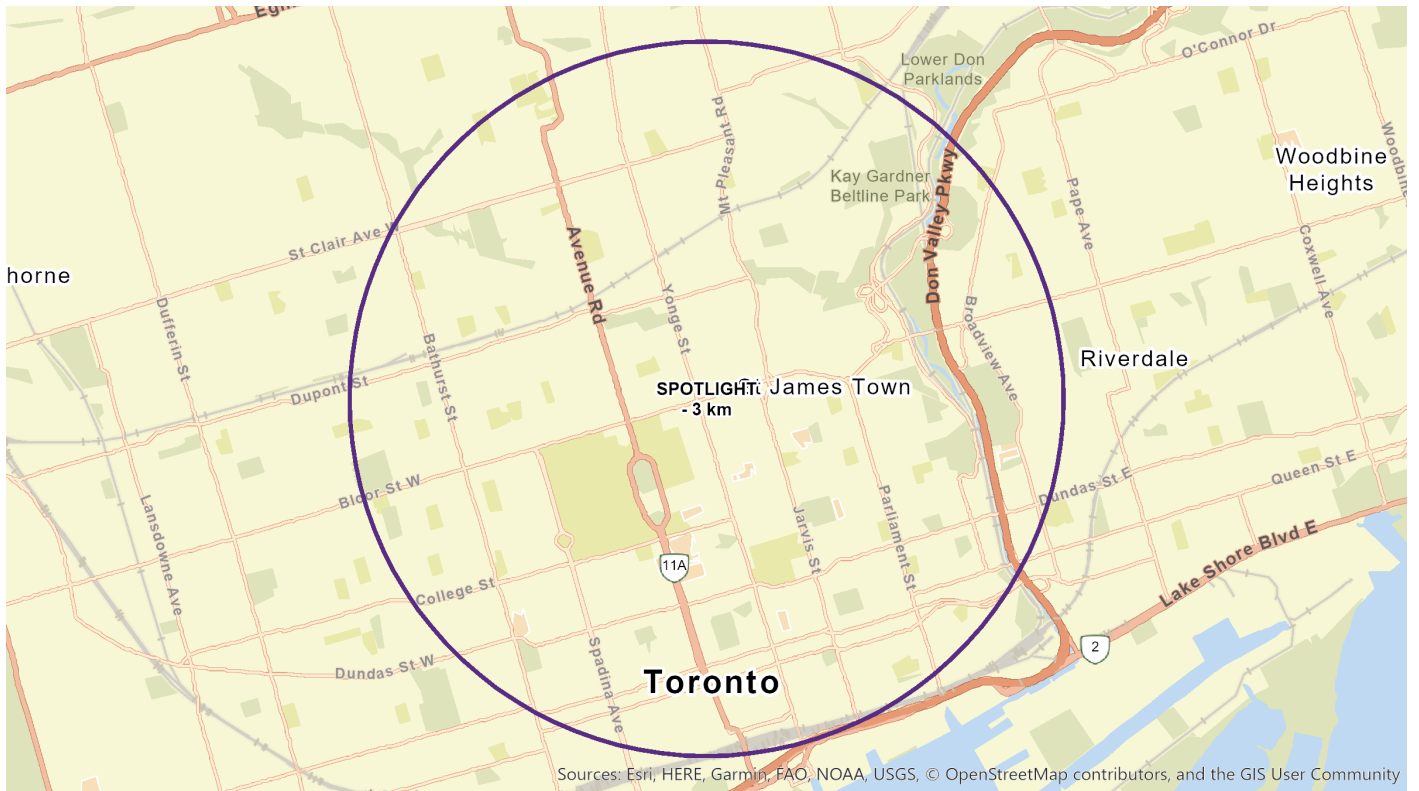 Egli
O'Connor Dr
Lower Don
Parklands
Mt Pleasant Rd
Woodbine
Woodbine
Heights
Kay Gardner
Beltline Park
Don Valley Pkwy
Pape Ave
St Clair Ave W
Avenue Rd
Coxwell Ave
horne
Dufferin St
Yonge St
Bathurst St
Broadview Ave
Riverdale
Dupont St
SPOTLIGHT
- 3 km
St James Town
Bloor St W
Dundas St E
Queen St E
Lansdowne Ave
Jarvis St
Parliament St
Lake Shore Blvd E
11A
College St
2
Dundas St W
Spadina Ave
Toronto
Sources: Esri, HERE, Garmin, FAO, NOAA, USGS, © OpenStreetMap contributors, and the GIS User Community